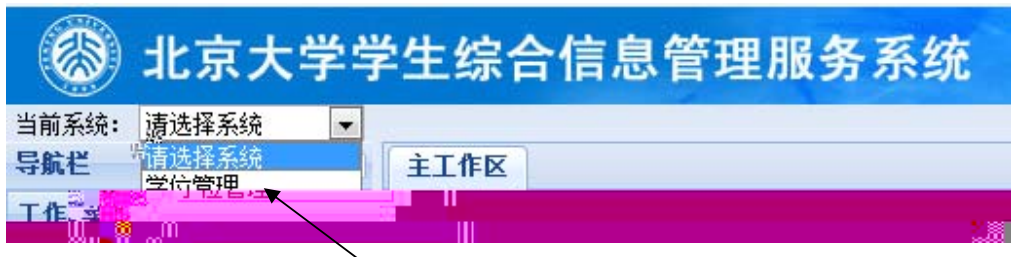 北京大学学生综合信息管理服务系统
当前系统： 请选择系统
导航栏 请选择系统 主工作区
学位管理
工作